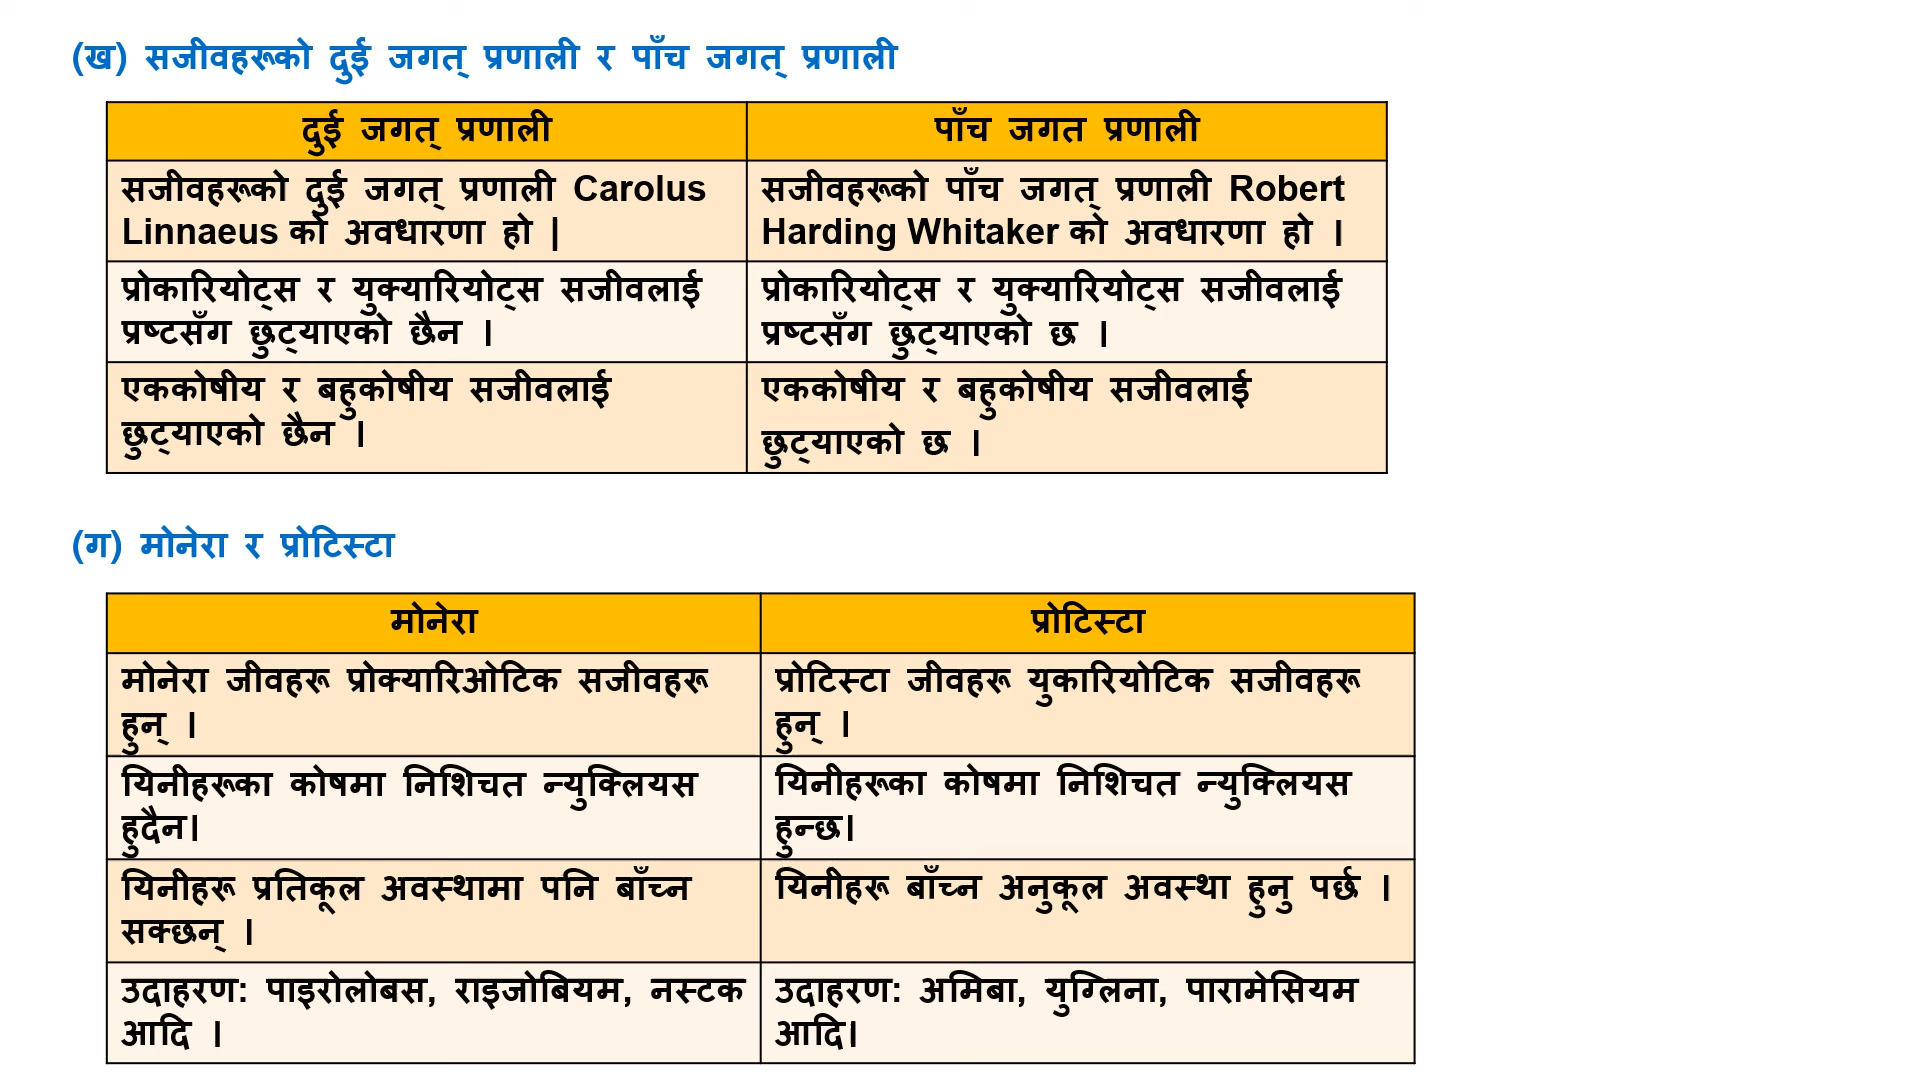 (ख) सजीवहरूको दुई जगत् प्रणाली र पाँच जगत् प्रणाली
दुई जगत् प्रणाली
पाँच जगत प्रणाली
सजीवहरूको दुई जगत् प्रणाली Carolus
Linnaeus को अवधारणा हो |
सजीवहरूको पाँच जगत् प्रणाली Robert
Harding Whitaker को अवधारणा हो ।
प्रोकारियोट्स र युक्यारियोट्स सजीवलाई
प्रष्टसँग छुट्याएको छैन ।
प्रोकारियोट्स र युक्यारियोट्स सजीवलाई
प्रष्टसँग छुट्याएको छ ।
एककोषीय र बहुकोषीय सजीवलाई
छुट्याएको छैन ।
एककोषीय र बहुकोषीय सजीवलाई
छुट्याएको छ ।
(ग) मोनेरा र प्रोटिस्टा
मोनेरा
प्रोटिस्टा
मोनेरा जीवहरू प्रोक्यारिओटिक सजीवहरू
हुन् ।
प्रोटिस्टा जीवहरू युकारियोटिक सजीवहरू
हुन् ।
यिनीहरूका कोषमा निशिचत न्युक्लियस
हुदैन।
यिनीहरूका कोषमा निशिचत न्युक्लियस
हुन्छ।
यिनीहरू प्रतिकूल अवस्थामा पनि बाँच्न
सक्छन् ।
यिनीहरू बाँच्न अनुकूल अवस्था हुनु पर्छ ।
उदाहरण: पाइरोलोबस, राइजोबियम, नस्टक
आदि ।
उदाहरण: अमिबा, युग्लिना, पारामेसियम
आदि।